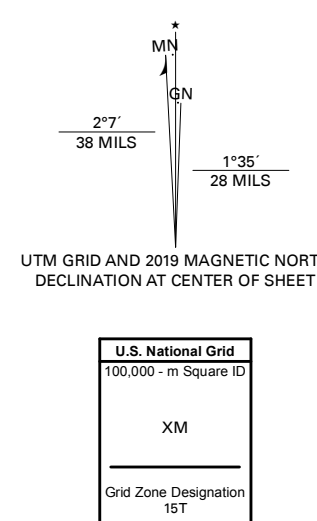 ★
MN
GN
2°7´
38 MILS
1°35´
28 MILS
UTM GRID AND 2019 MAGNETIC NORT
DECLINATION AT CENTER OF SHEET
U.S. National Grid
100,000 - m Square ID
XM
Grid Zone Designation
15T